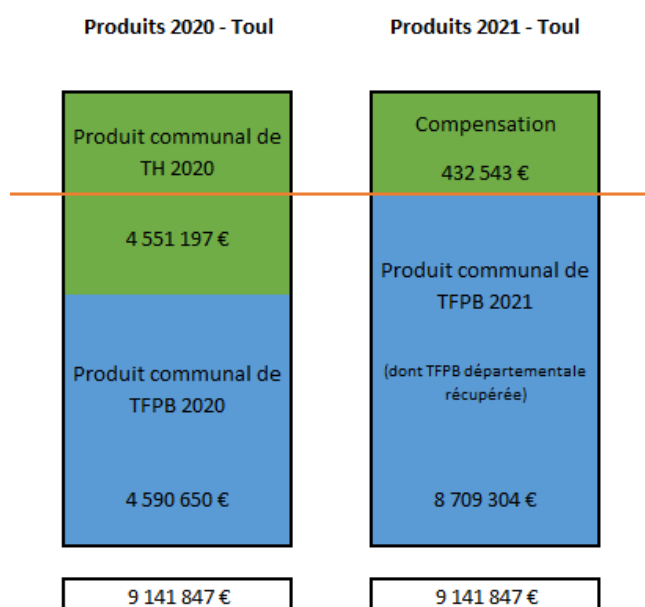 Produits 2020 - Toul
Produits 2021 - Toul
Produit communal de
TH 2020
4 551 197 €
Produit communal de
TFPB 2020
4 590 650 €
9 141 847 €
Compensation
432 543 €
Produit communal de
TFPB 2021
(dont TFPB départementale
récupérée)
8 709 304 €
9 141 847 €